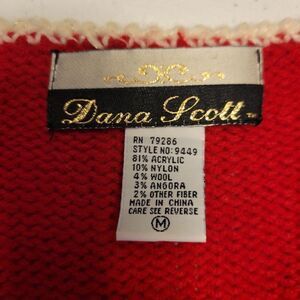 Dana Scott™
RN 79286
STYLE NO: 9449
81% ACRYLIC
10% NYLON
4% WOOL
3% ANGORA
2% OTHER FIBER
MADE IN CHINA
CARE SEE REVERSE
M